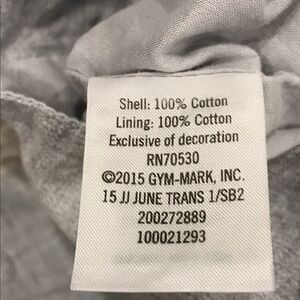 Shell: 100% Cotton
Lining: 100% Cotton
Exclusive of decoration
RN70530
©2015 GYM-MARK, INC.
15 JJ JUNE TRANS 1/SB2
200272889
100021293